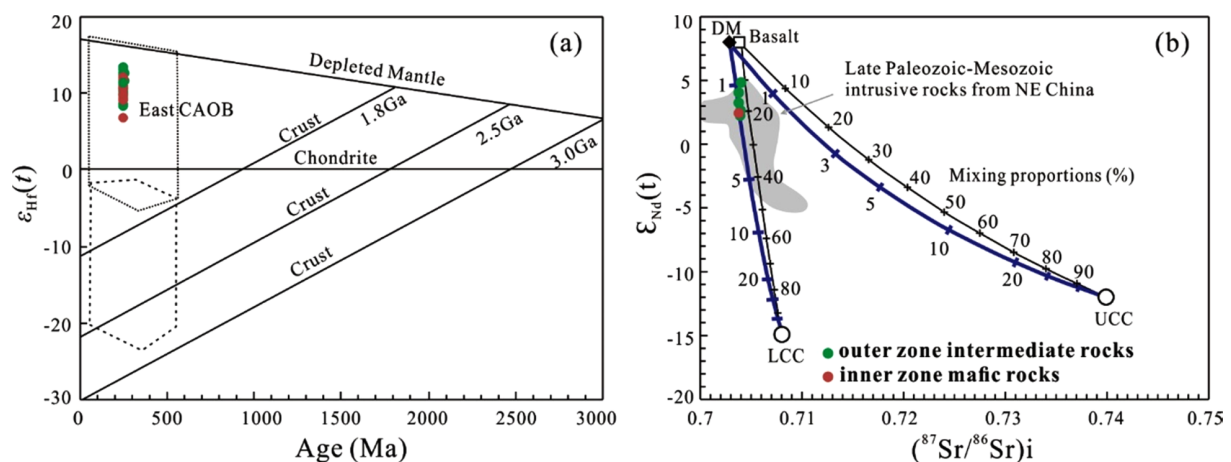 (a)
20
10
0
-10
-20
-30
εHf(t)
Depleted Mantle
East CAOB
Crust
1.8Ga
2.5Ga
Chondrite
3.0Ga
Crust
Crust
0
500
1000
1500
2000
2500
3000
Age (Ma)
(b)
10
5
0
-5
-10
-15
-20
εNd(t)
DM
Basalt
Late Paleozoic-Mesozoic
intrusive rocks from NE China
Mixing proportions (%)
1
5
10
20
20
40
60
80
1
3
5
10
20
10
20
30
40
50
60
70
80
90
LCC
UCC
outer zone intermediate rocks
inner zone mafic rocks
0.7
0.71
0.72
0.73
0.74
0.75
(⁸⁷Sr/⁸⁶Sr)i